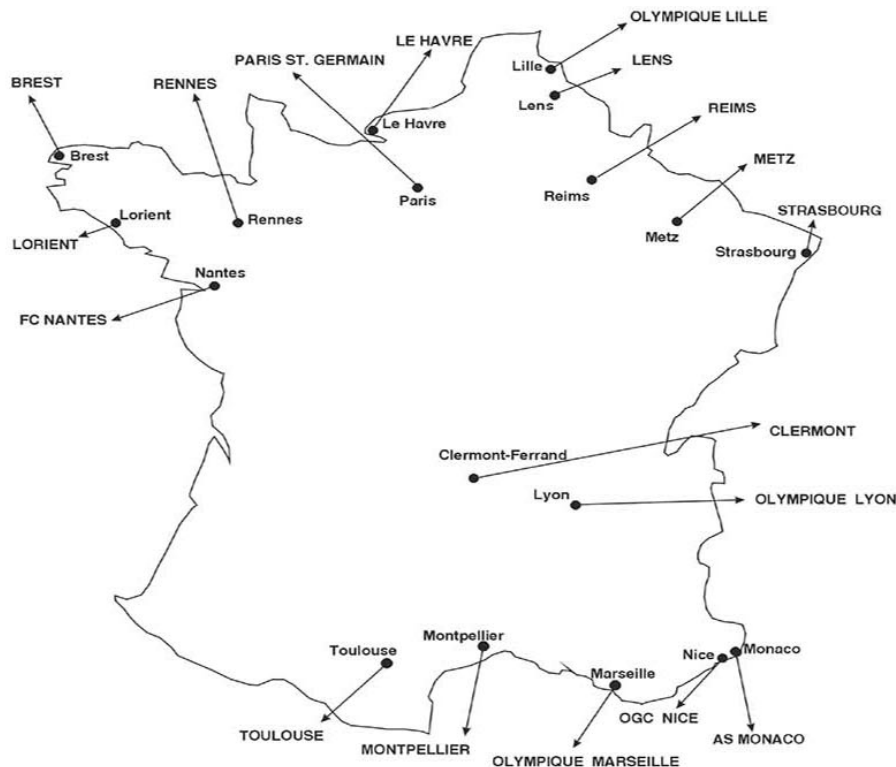 OLYMPIQUE LILLE
LE HAVRE
PARIS ST. GERMAIN
LENS
Lille
BREST
RENNES
Lens
REIMS
Le Havre
Brest
METZ
Reims
Paris
STRASBOURG
Lorient
Rennes
Metz
LORIENT
Strasbourg
Nantes
FC NANTES
CLERMONT
Clermont-Ferrand
Lyon
OLYMPIQUE LYON
Montpellier
Toulouse
Nice
Monaco
Marseille
OGC NICE
TOULOUSE
AS MONACO
MONTPELLIER
OLYMPIQUE MARSEILLE